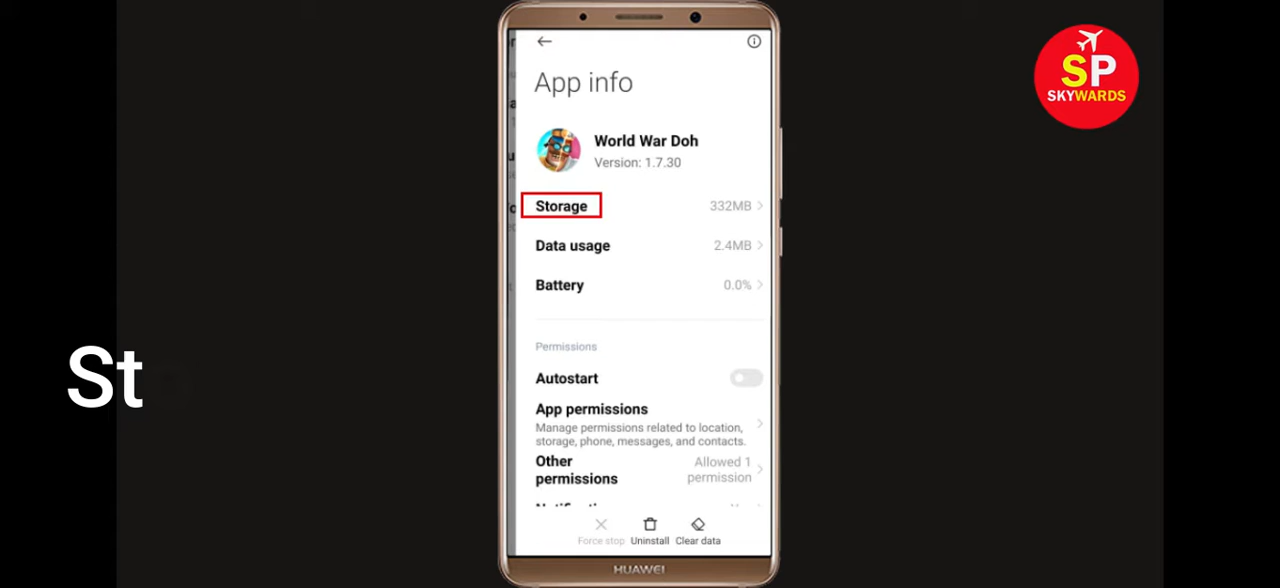 App info
World War Doh
Version: 1.7.30
Storage 332MB
Data usage 2.4MB
Battery 0.0%
Permissions
Autostart
App permissions
Manage permissions related to location,
storage, phone, messages, and contacts.
Other Allowed 1
permissions permission
Force stop Uninstall Clear data
HUAWEI
St
SP
SKYWARDS